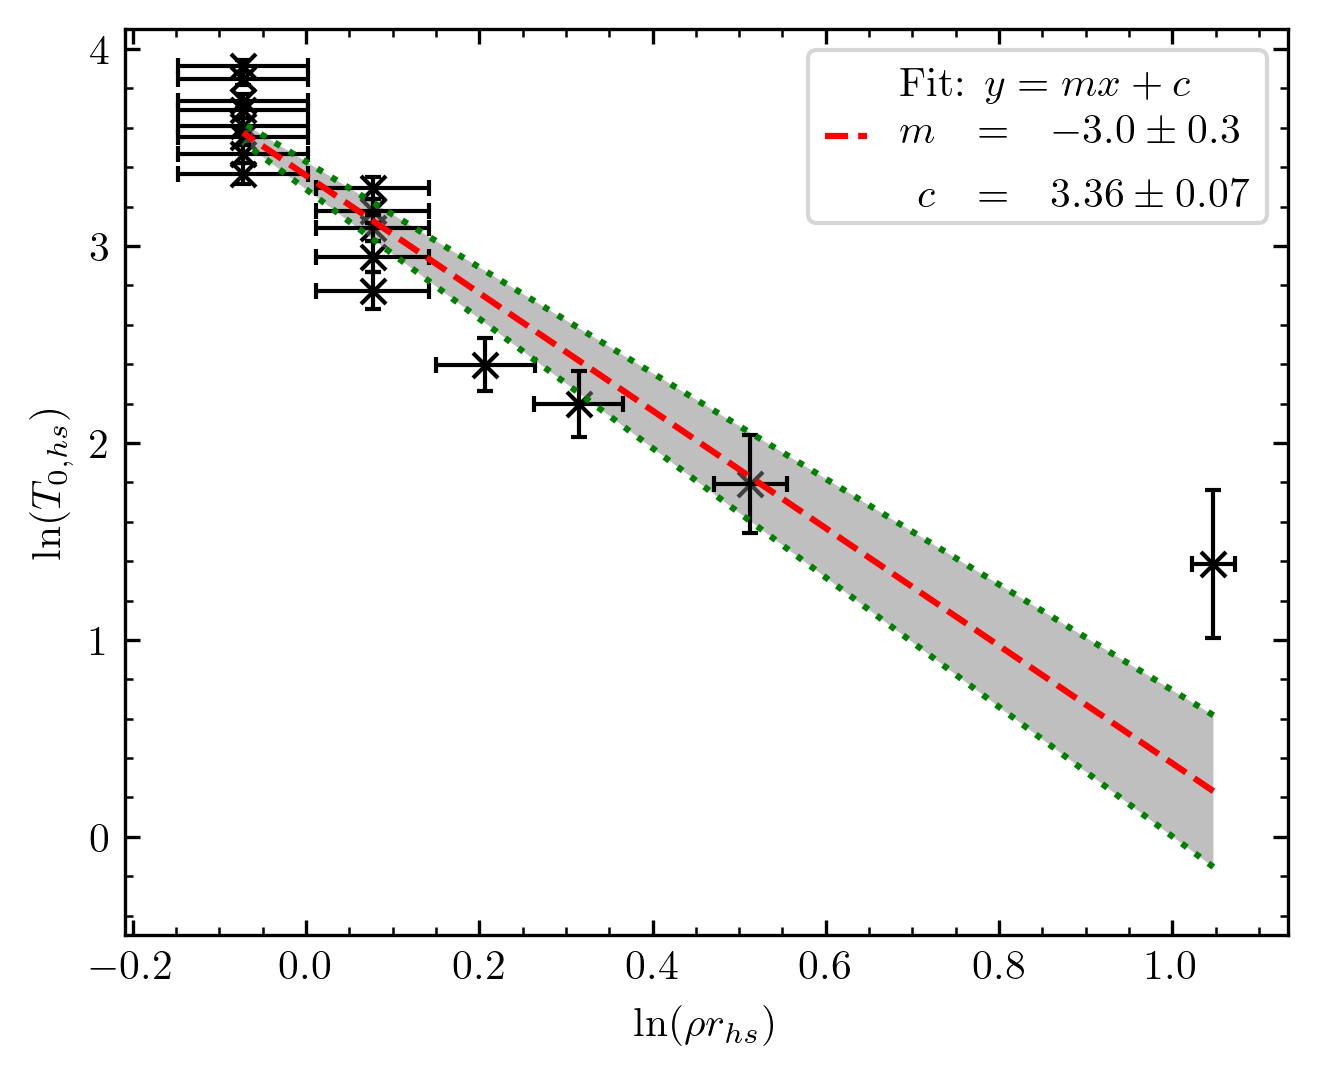 4
3
2
1
0
ln(T₀,ₕₛ)
Fit: y = mx + c
m = −3.0 ± 0.3
c = 3.36 ± 0.07
−0.2 0.0 0.2 0.4 0.6 0.8 1.0
ln(ρrₕₛ)